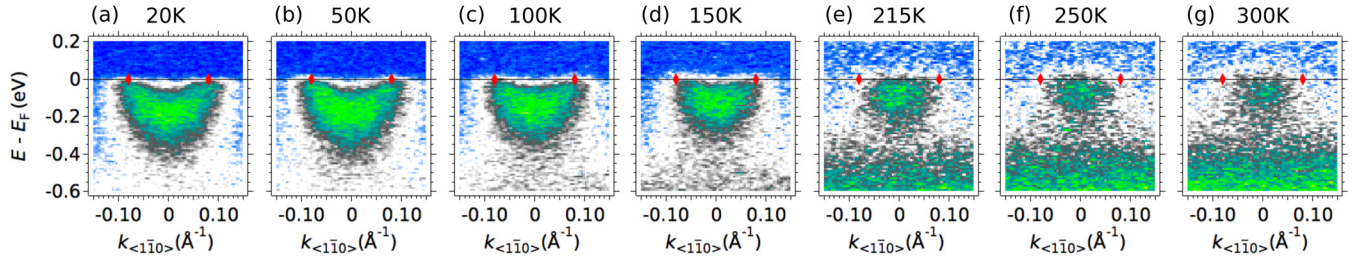 (a) 20K (b) 50K (c) 100K (d) 150K (e) 215K (f) 250K (g) 300K
0.2
0
-0.2
-0.4
-0.6
E - E_F (eV)
-0.10 0 0.10 -0.10 0 0.10 -0.10 0 0.10 -0.10 0 0.10 -0.10 0 0.10 -0.10 0 0.10 -0.10 0 0.10
k<11̄0>(Å⁻¹) k<11̄0>(Å⁻¹) k<11̄0>(Å⁻¹) k<11̄0>(Å⁻¹) k<11̄0>(Å⁻¹) k<11̄0>(Å⁻¹) k<11̄0>(Å⁻¹)